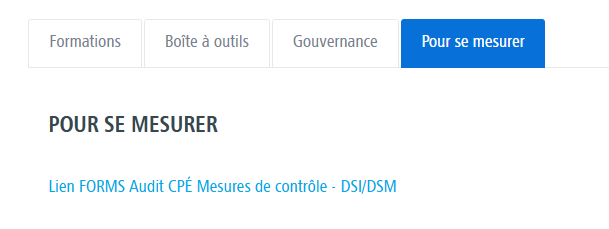 Formations
Boîte à outils
Gouvernance
Pour se mesurer
POUR SE MESURER
Lien FORMS Audit CPÉ Mesures de contrôle - DSI/DSM